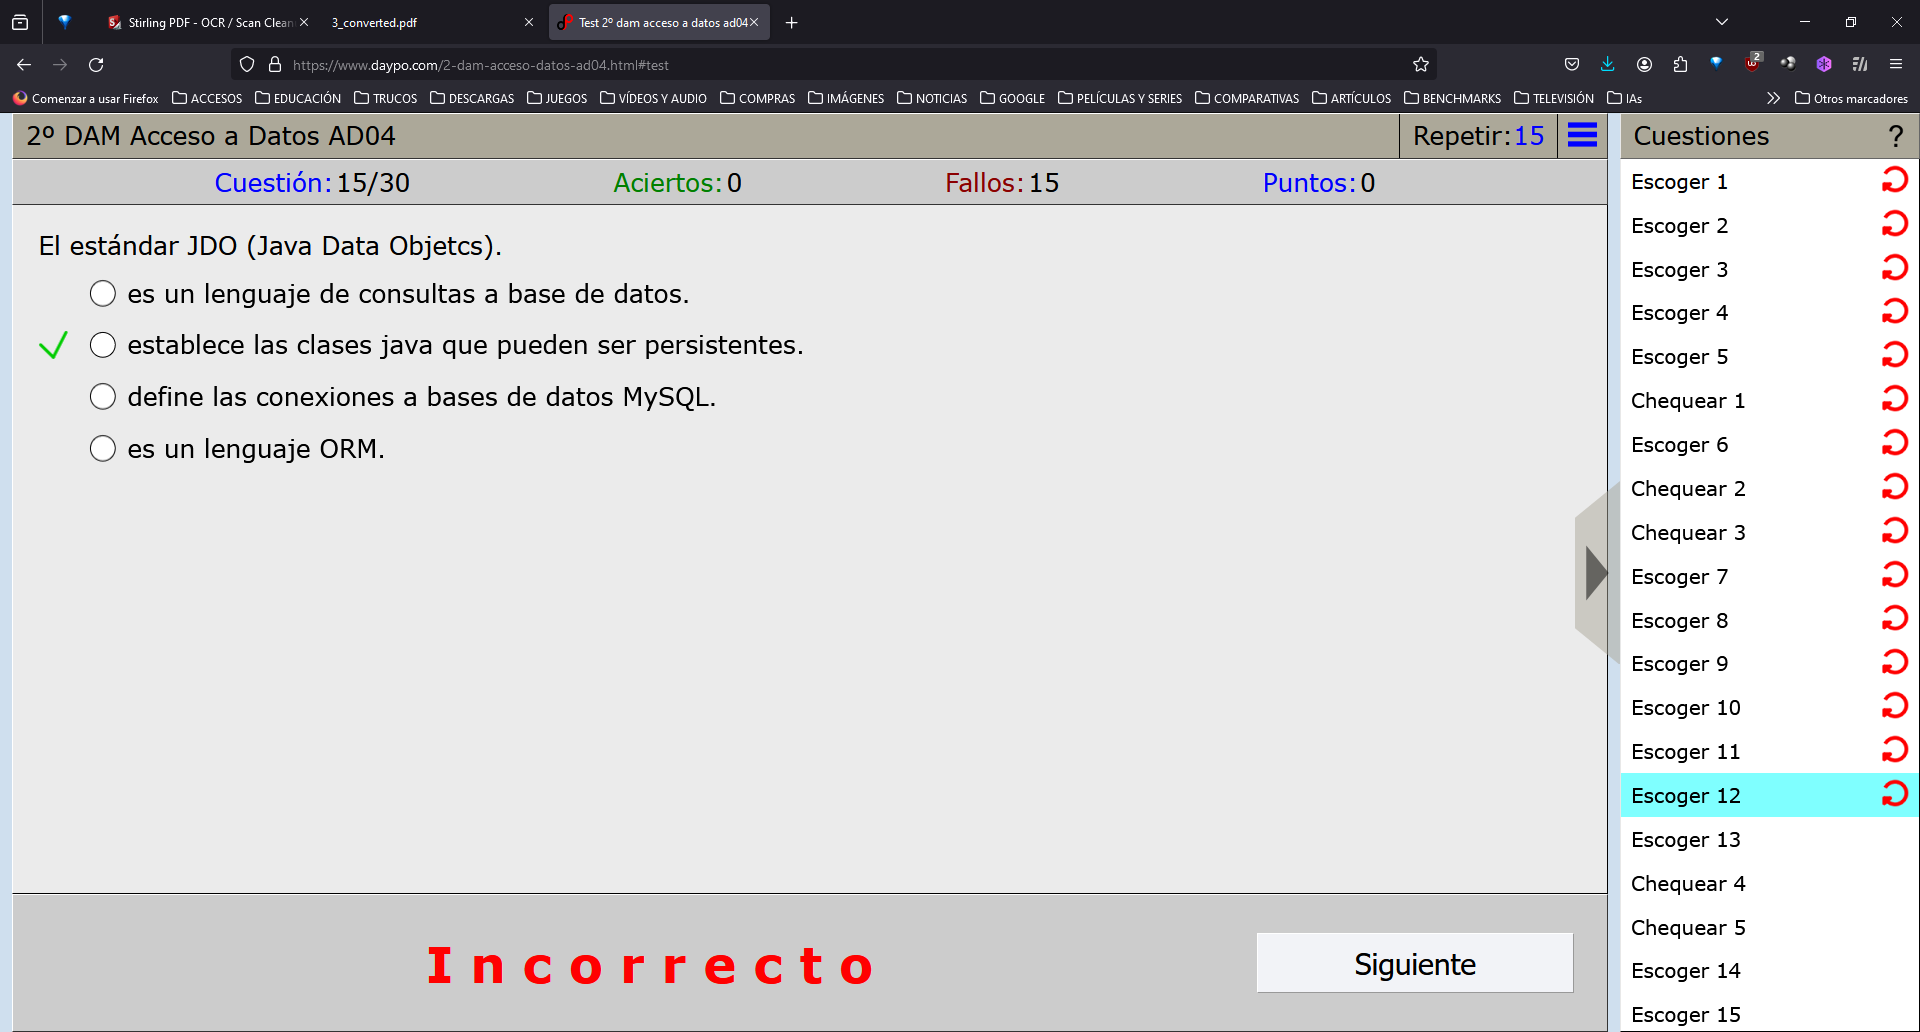 Stirling PDF - OCR / Scan Clean
3_converted.pdf
Test 2º dam acceso a datos ad04
https://www.daypo.com/2-dam-acceso-datos-ad04.html#test
2
Comenzar a usar Firefox
ACCESOS
EDUCACIÓN
TRUCOS
DESCARGAS
JUEGOS
VÍDEOS Y AUDIO
COMPRAS
IMÁGENES
NOTICIAS
GOOGLE
PELÍCULAS Y SERIES
COMPARATIVAS
ARTÍCULOS
BENCHMARKS
TELEVISIÓN
IAs
Otros marcadores
2º DAM Acceso a Datos AD04
Repetir:15
Cuestión:15/30
Aciertos:0
Fallos:15
Puntos:0
El estándar JDO (Java Data Objetcs).
es un lenguaje de consultas a base de datos.
establece las clases java que pueden ser persistentes.
define las conexiones a bases de datos MySQL.
es un lenguaje ORM.
Incorrecto
Siguiente
Cuestiones
?
Escoger 1
Escoger 2
Escoger 3
Escoger 4
Escoger 5
Chequear 1
Escoger 6
Chequear 2
Chequear 3
Escoger 7
Escoger 8
Escoger 9
Escoger 10
Escoger 11
Escoger 12
Escoger 13
Chequear 4
Chequear 5
Escoger 14
Escoger 15